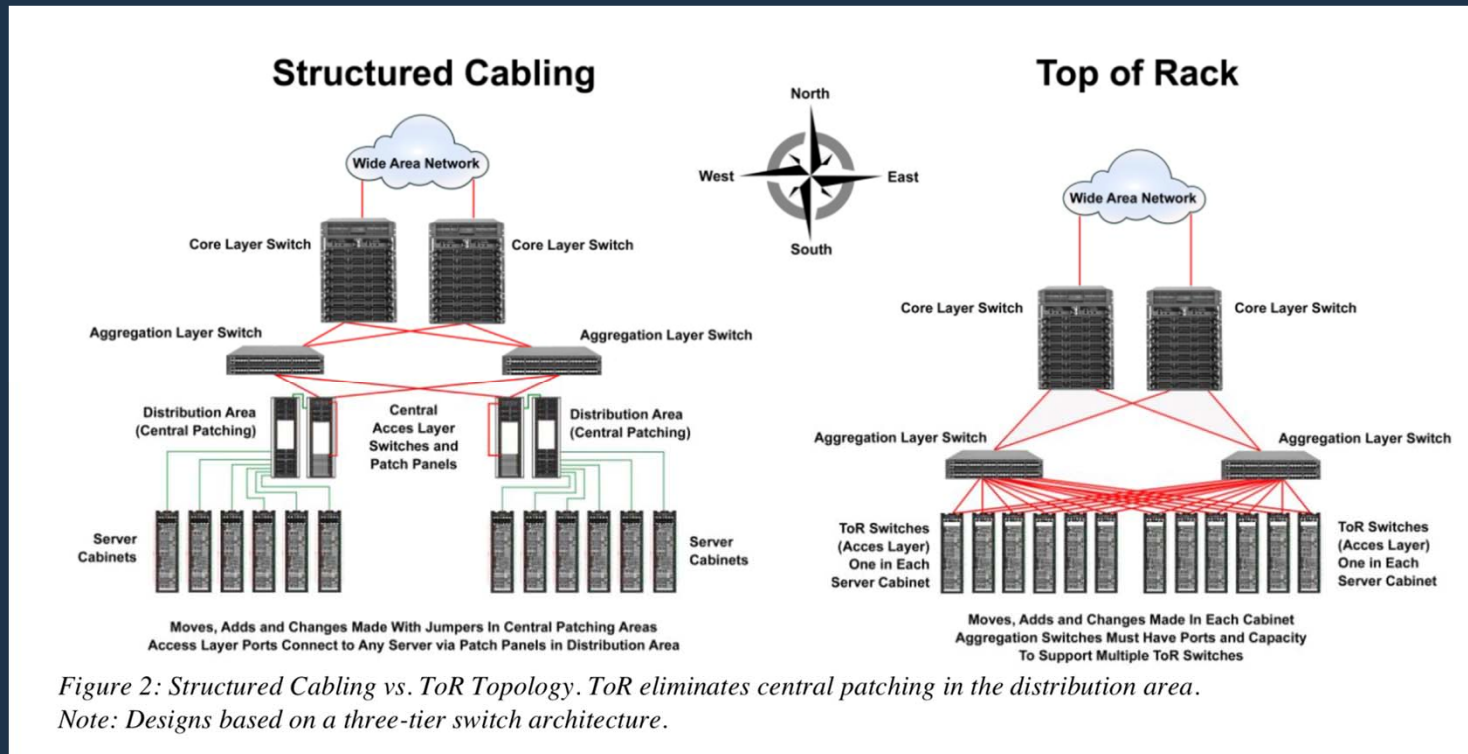 Structured Cabling
Wide Area Network
Core Layer Switch
Core Layer Switch
Aggregation Layer Switch
Aggregation Layer Switch
Distribution Area
(Central Patching)
Central
Acces Layer
Switches and
Patch Panels
Distribution Area
(Central Patching)
Server
Cabinets
Server
Cabinets
Moves, Adds and Changes Made With Jumpers In Central Patching Areas
Access Layer Ports Connect to Any Server via Patch Panels in Distribution Area
North
West
East
South
Top of Rack
Wide Area Network
Core Layer Switch
Core Layer Switch
Aggregation Layer Switch
Aggregation Layer Switch
ToR Switches
(Acces Layer)
One in Each
Server Cabinet
ToR Switches
(Acces Layer)
One in Each
Server Cabinet
Moves, Adds and Changes Made In Each Cabinet
Aggregation Switches Must Have Ports and Capacity
To Support Multiple ToR Switches
Figure 2: Structured Cabling vs. ToR Topology. ToR eliminates central patching in the distribution area.
Note: Designs based on a three-tier switch architecture.